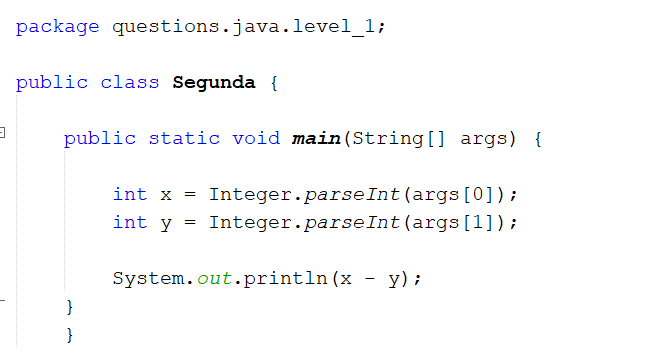 package questions.java.level_1;
public class Segunda {
public static void main(String[] args) {
int x = Integer.parseInt(args[0]);
int y = Integer.parseInt(args[1]);
System.out.println(x - y);
}
}